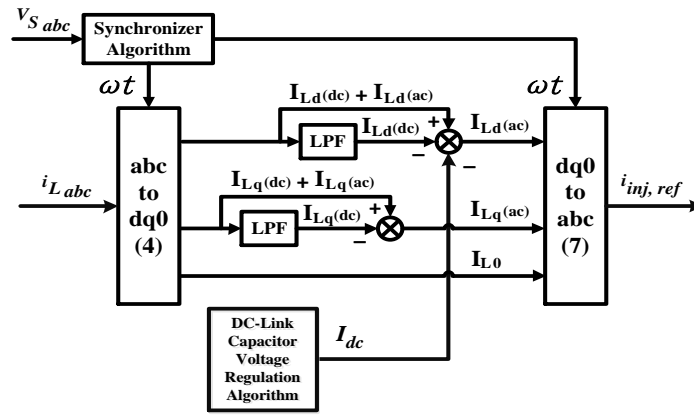 V_S abc
Synchronizer
Algorithm
ωt
ωt
I_Ld(dc) + I_Ld(ac)
LPF
I_Ld(dc)
+
−
−
I_Ld(ac)
abc
to
dq0
(4)
i_L abc
I_Lq(dc) + I_Lq(ac)
LPF
I_Lq(dc)
+
−
I_Lq(ac)
I_L0
dq0
to
abc
(7)
i_inj, ref
DC-Link
Capacitor
Voltage
Regulation
Algorithm
I_dc